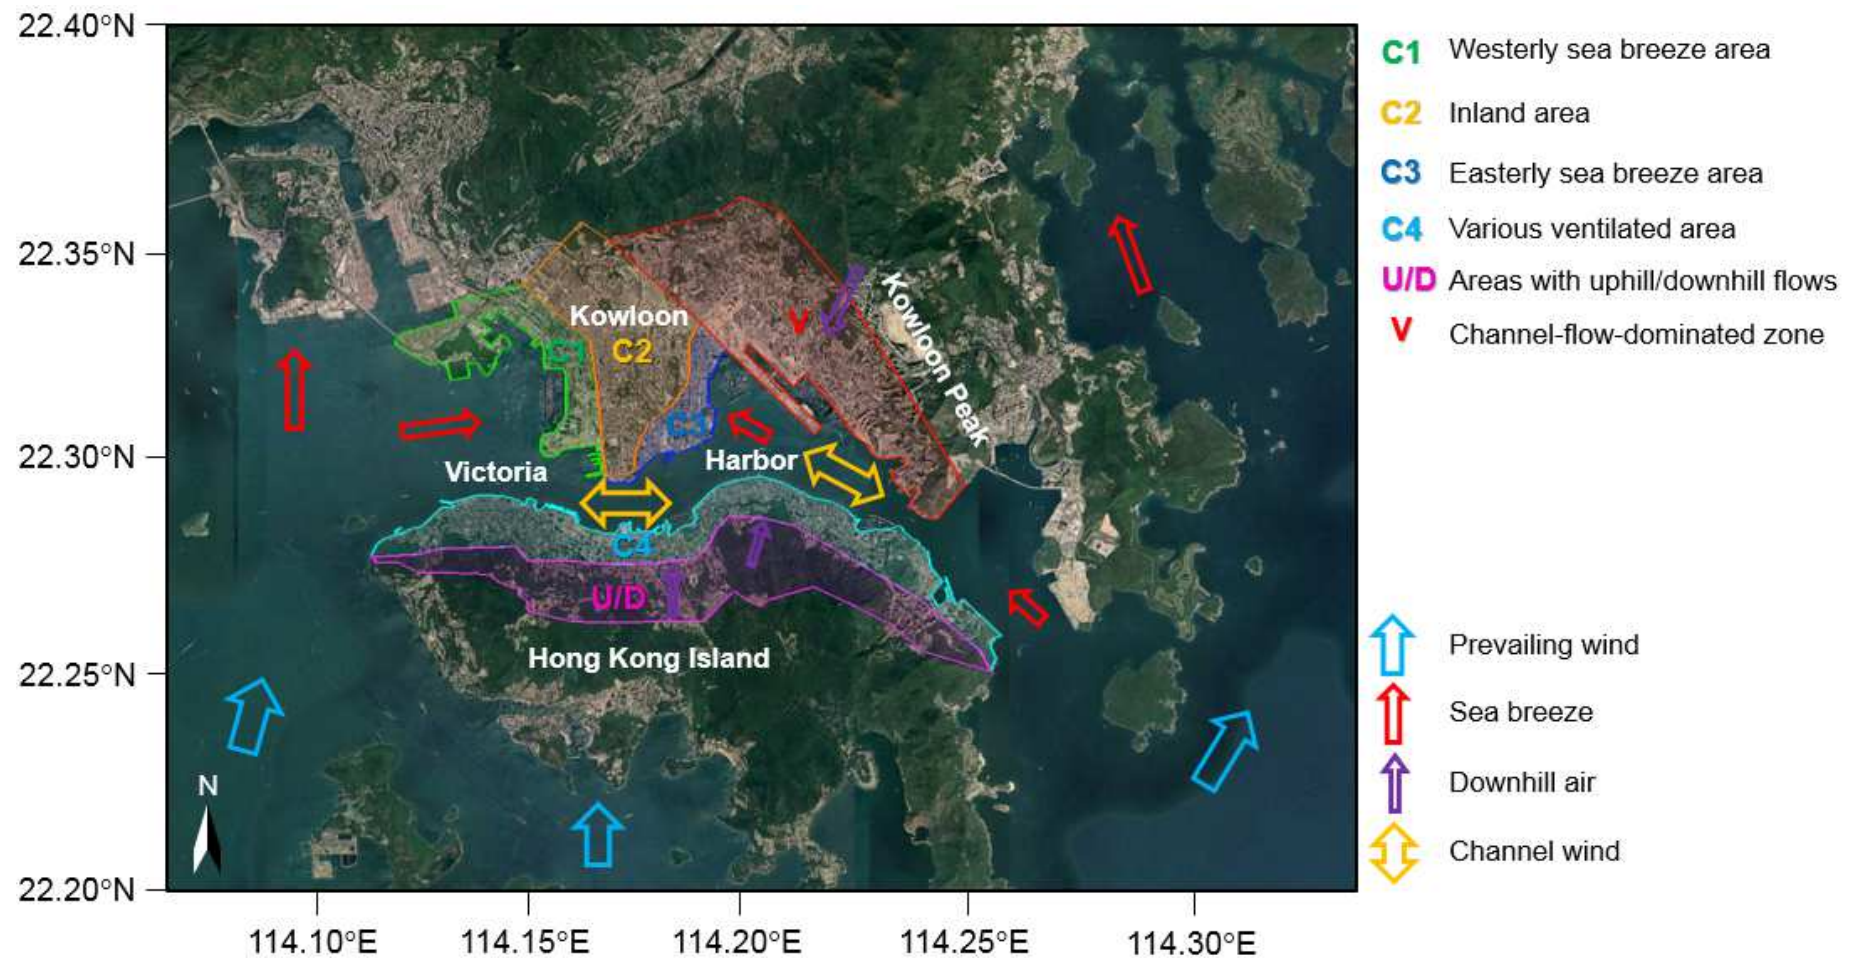 22.40°N
22.35°N
22.30°N
22.25°N
22.20°N
114.10°E
114.15°E
114.20°E
114.25°E
114.30°E
Kowloon
C1
C2
C3
V
Kowloon Peak
Victoria
Harbor
C4
U/D
Hong Kong Island
N
C1 Westerly sea breeze area
C2 Inland area
C3 Easterly sea breeze area
C4 Various ventilated area
U/D Areas with uphill/downhill flows
V Channel-flow-dominated zone
Prevailing wind
Sea breeze
Downhill air
Channel wind